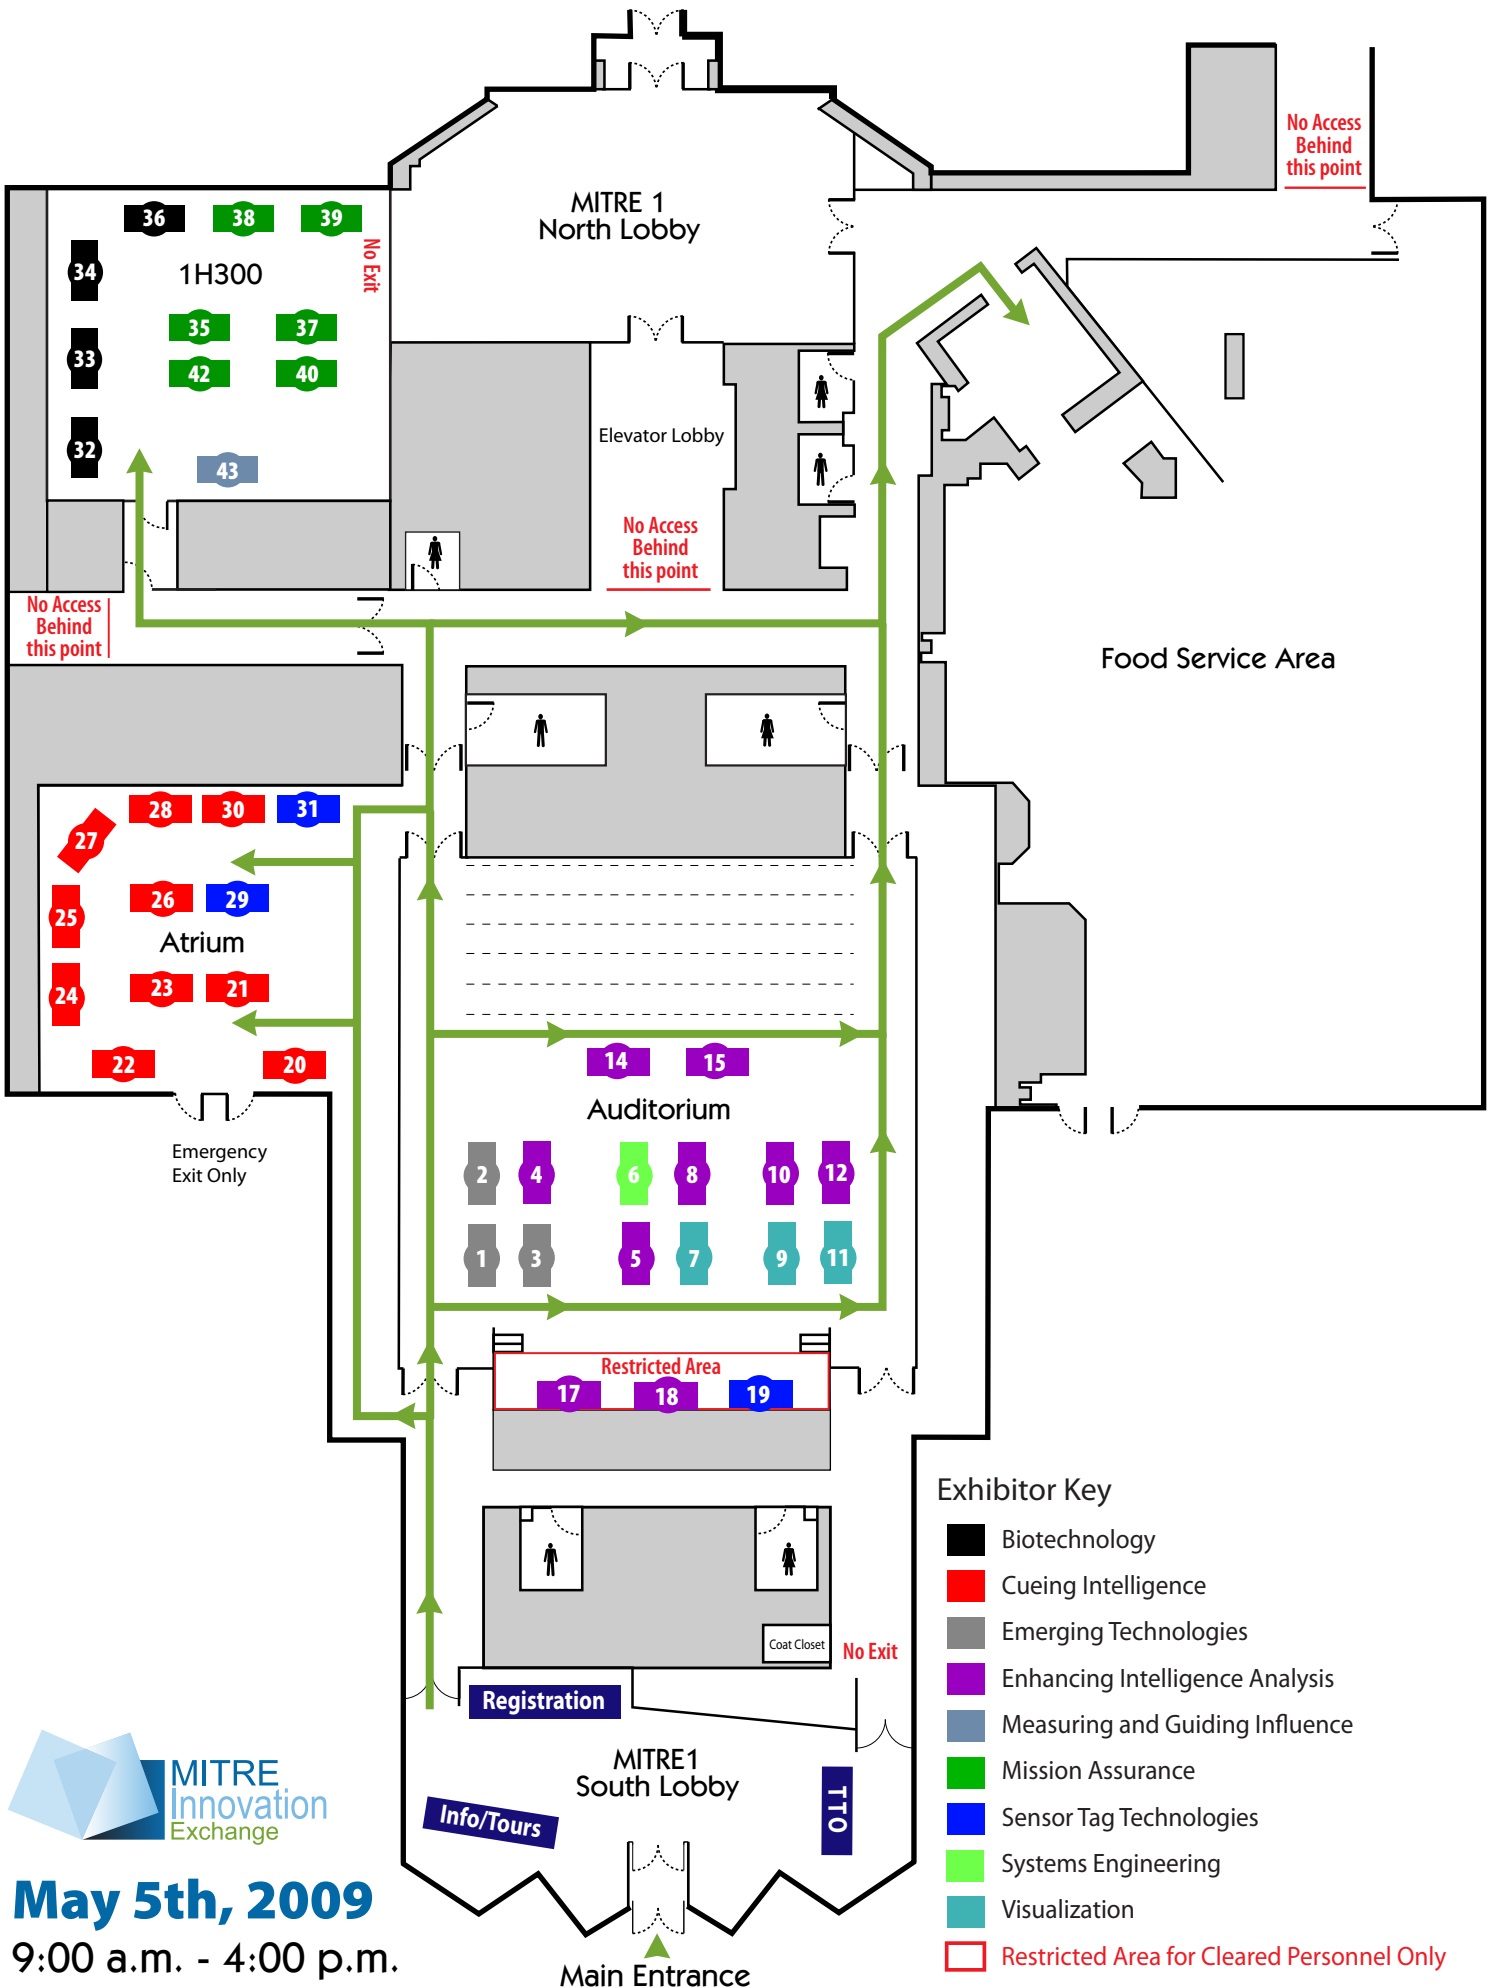 No Access
Behind
this point
MITRE 1
North Lobby
36
38
39
No Exit
34
1H300
35
37
33
42
40
32
43
Elevator Lobby
No Access
Behind
this point
No Access
Behind
this point
Food Service Area
28
30
31
27
26
29
25
Atrium
23
21
24
22
20
Emergency
Exit Only
14
15
Auditorium
2
4
6
8
10
12
1
3
5
7
9
11
Restricted Area
17
18
19
Coat Closet
No Exit
Registration
MITRE1
South Lobby
Info/Tours
TTO
Main Entrance
Exhibitor Key
Biotechnology
Cueing Intelligence
Emerging Technologies
Enhancing Intelligence Analysis
Measuring and Guiding Influence
Mission Assurance
Sensor Tag Technologies
Systems Engineering
Visualization
Restricted Area for Cleared Personnel Only
MITRE
Innovation
Exchange
May 5th, 2009
9:00 a.m. - 4:00 p.m.